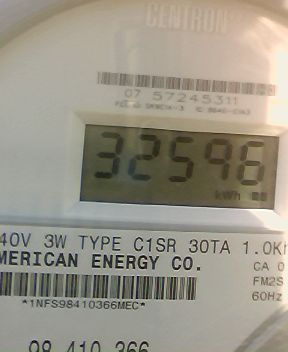 CENTRON
07 57245311
32596
kWh
40V 3W TYPE C1SR 30TA 1.0Kh
MERICAN ENERGY CO.
CA 0
FM2S
60Hz
*1NFS98410366MEC*
98 410 366